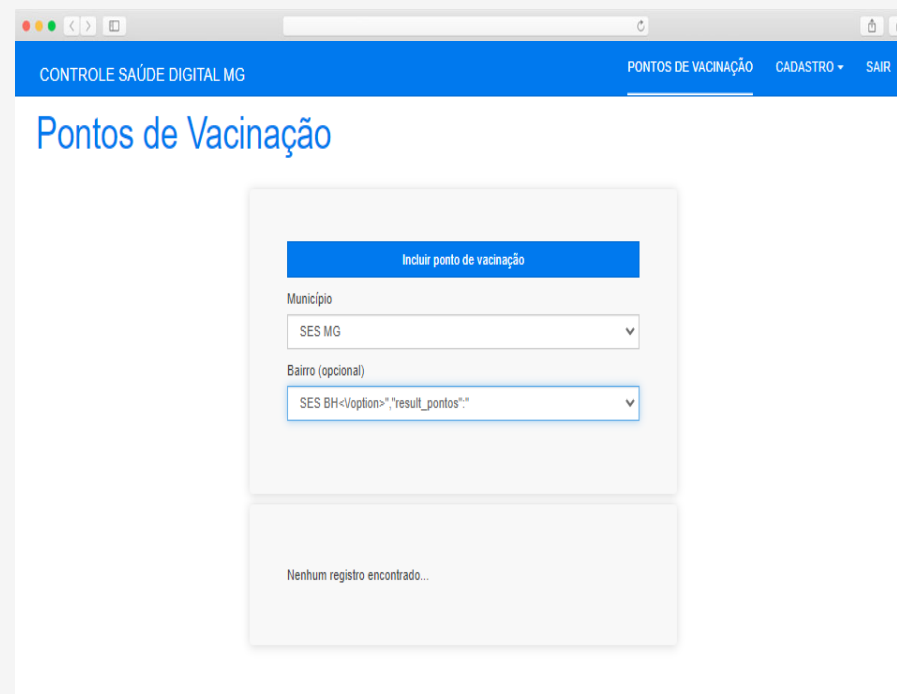 CONTROLE SAÚDE DIGITAL MG
PONTOS DE VACINAÇÃO
CADASTRO
SAIR
Pontos de Vacinação
Incluir ponto de vacinação
Município
SES MG
Bairro (opcional)
SES BH<\/option>","result_pontos":"
Nenhum registro encontrado...